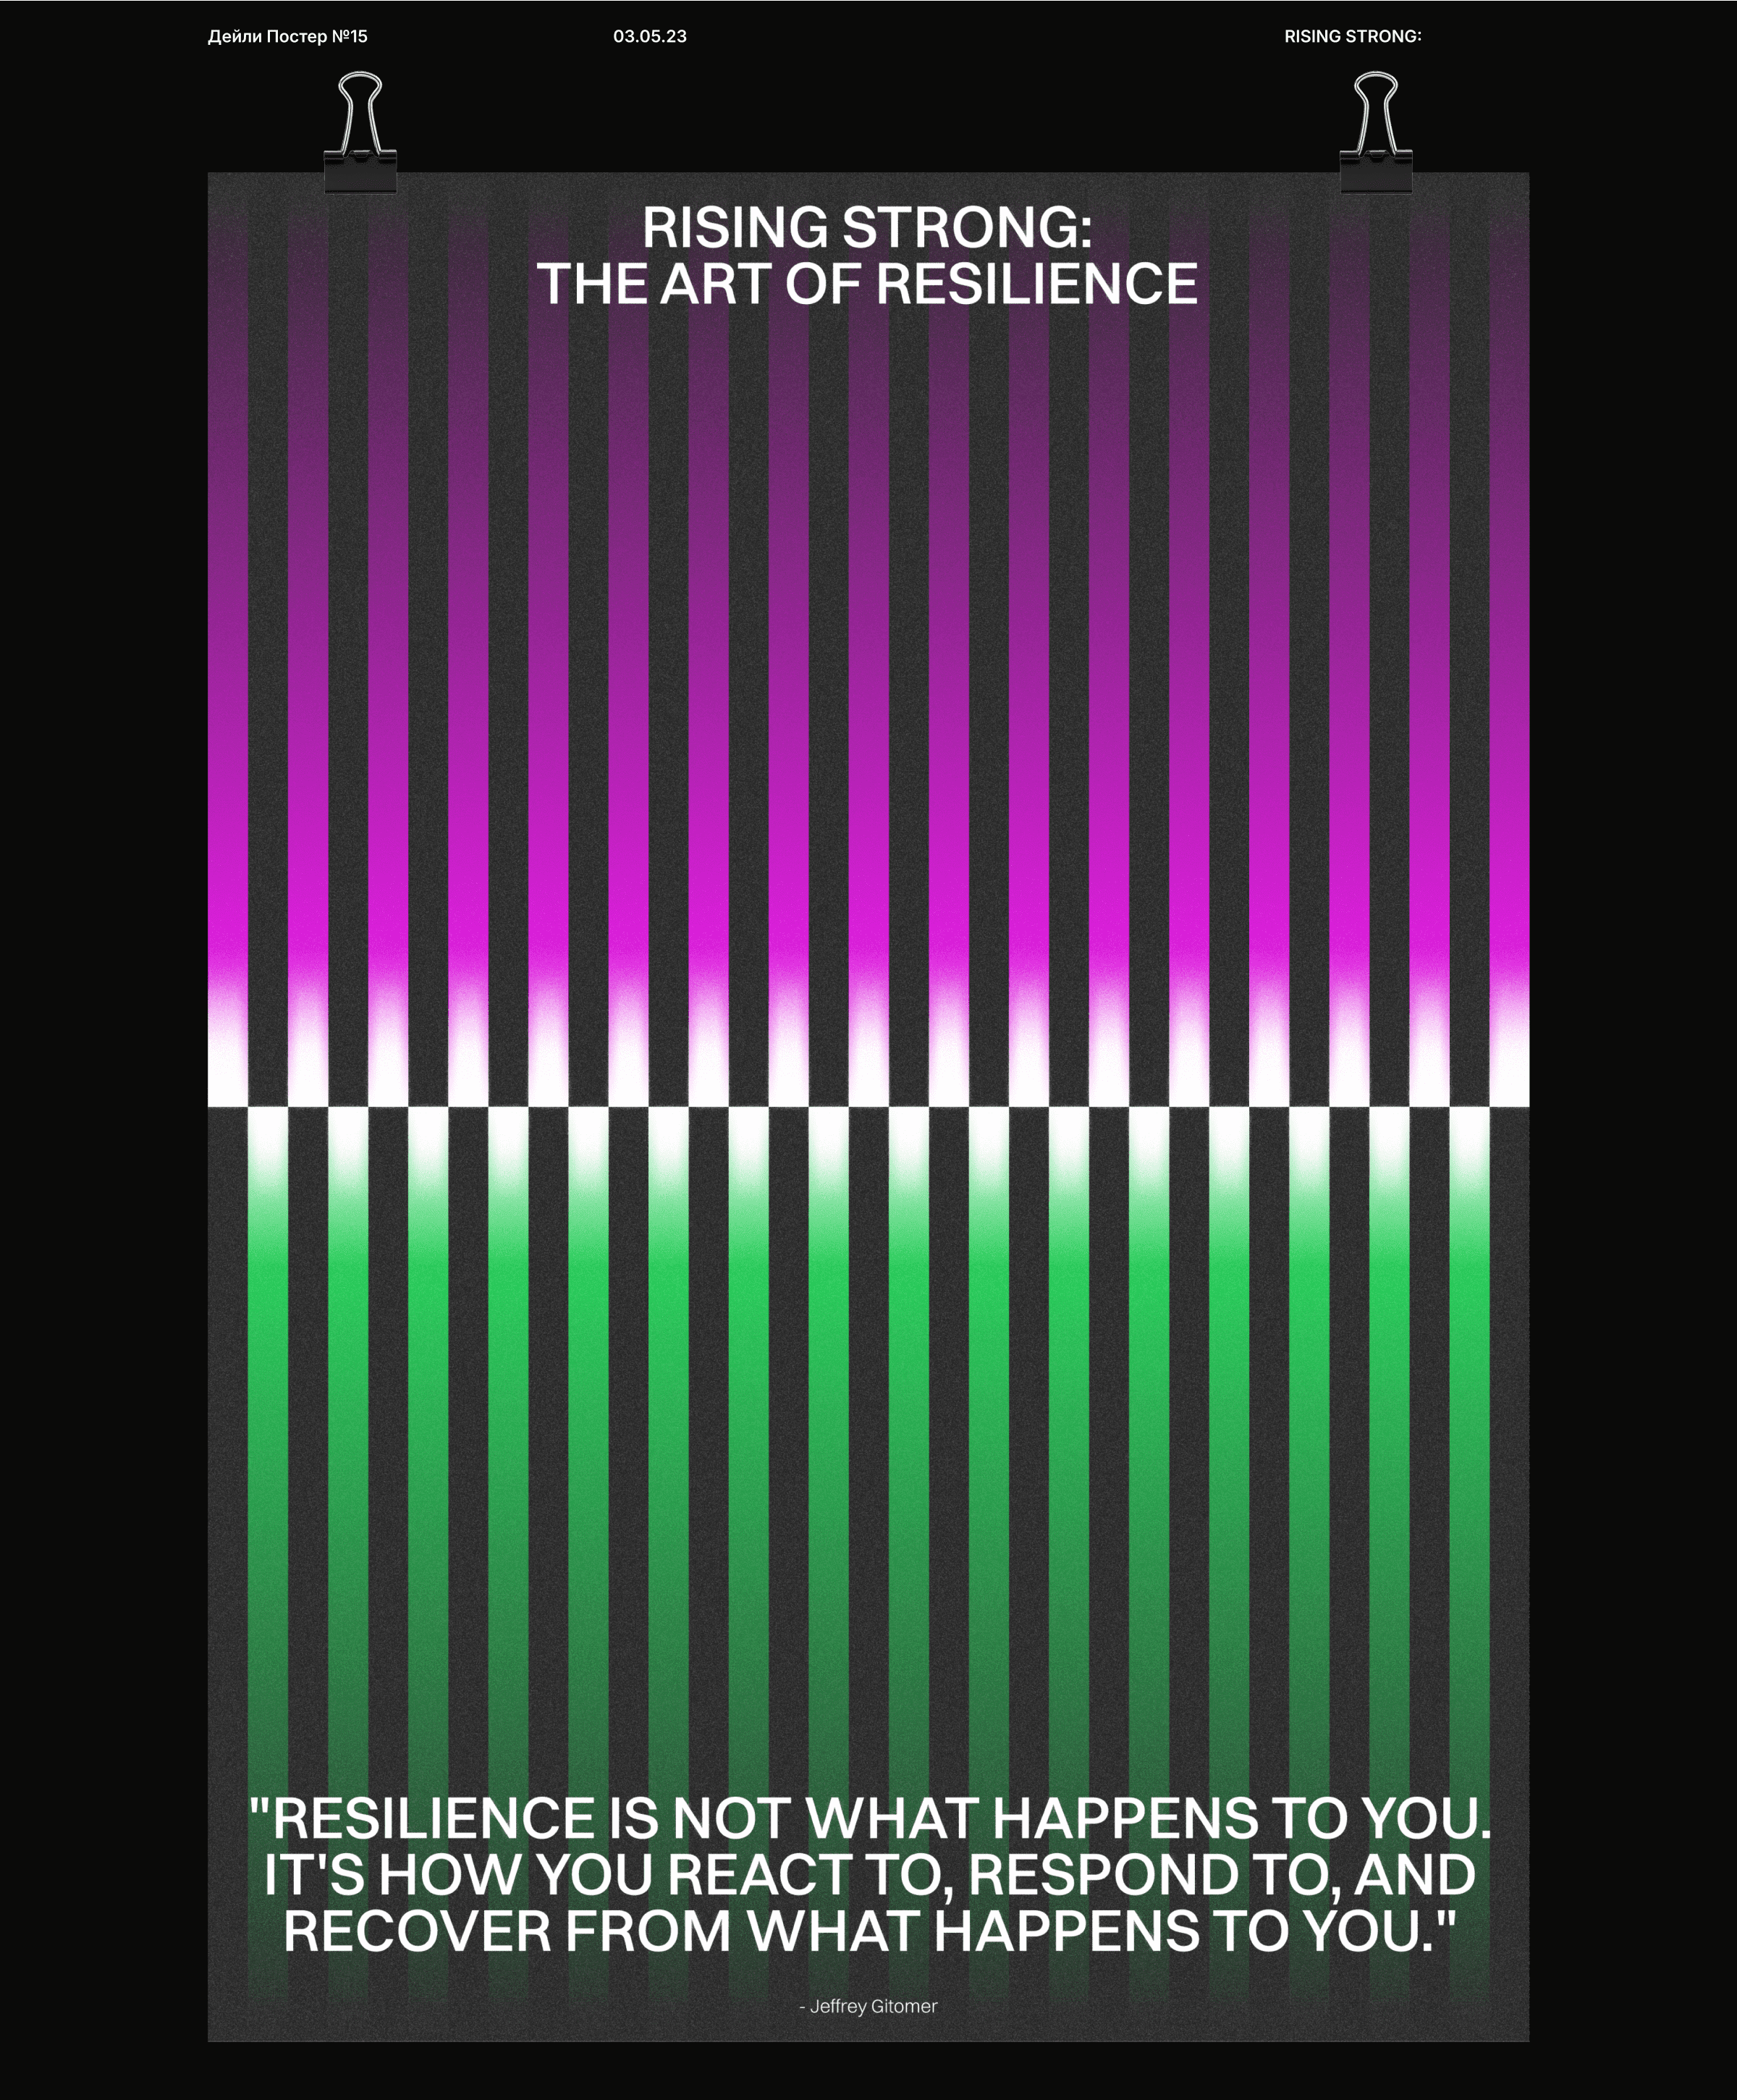 Дейли Постер №15
03.05.23
RISING STRONG:
RISING STRONG:
THE ART OF RESILIENCE
"RESILIENCE IS NOT WHAT HAPPENS TO YOU.
IT'S HOW YOU REACT TO, RESPOND TO, AND
RECOVER FROM WHAT HAPPENS TO YOU."
- Jeffrey Gitomer